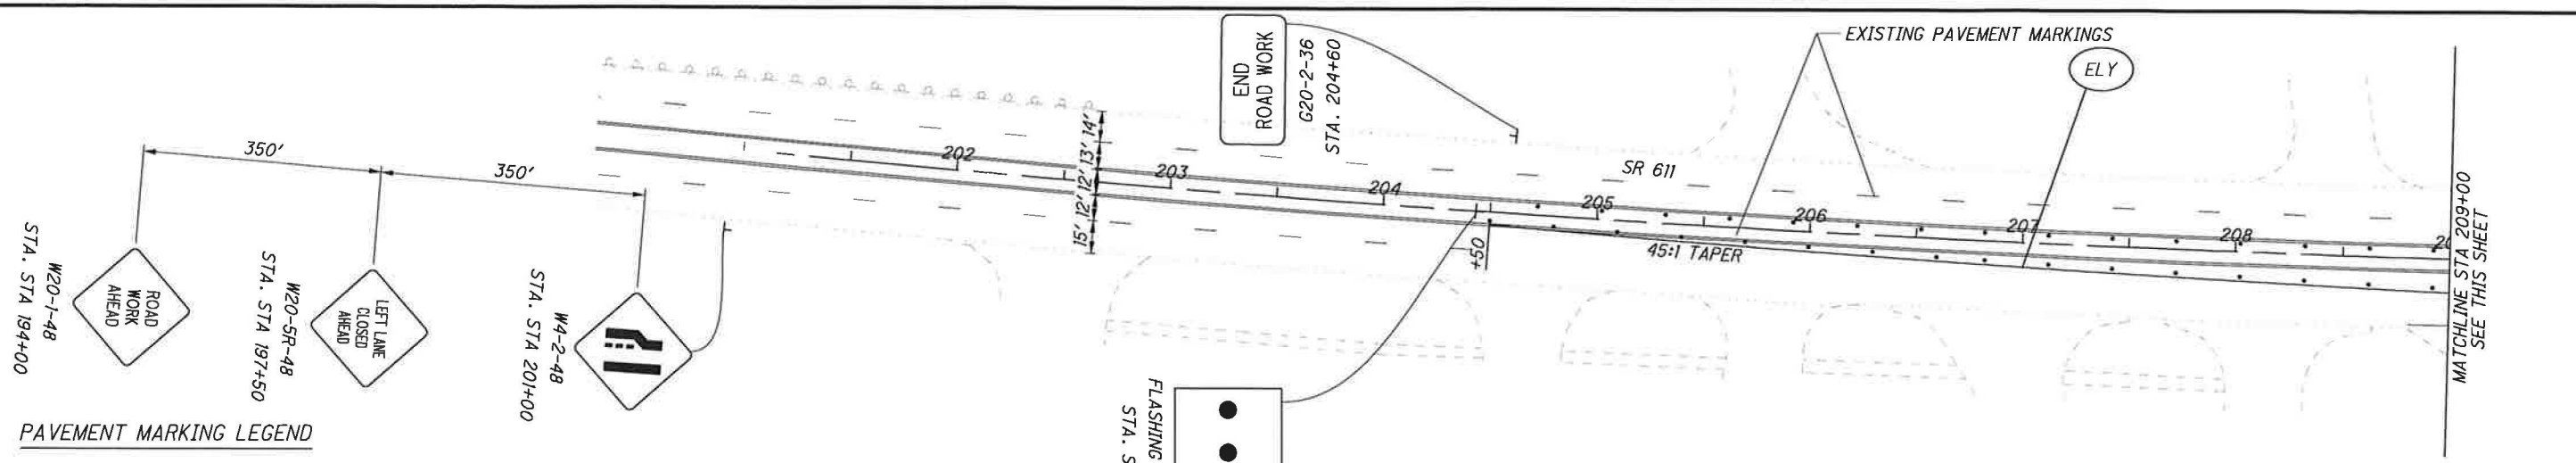 EXISTING PAVEMENT MARKINGS
ELY
END
ROAD WORK
G20-2-36
STA. 204+60
14'
13'
12'
12'
15'
350'
350'
202
203
204
205
206
207
208
SR 611
+50
45:1 TAPER
MATCHLINE STA 209+00
SEE THIS SHEET
ROAD
WORK
AHEAD
W20-1-48
STA. STA 194+00
LEFT LANE
CLOSED
AHEAD
W20-5R-48
STA. STA 197+50
W4-2-48
STA. STA 201+00
FLASHING
STA. S
PAVEMENT MARKING LEGEND